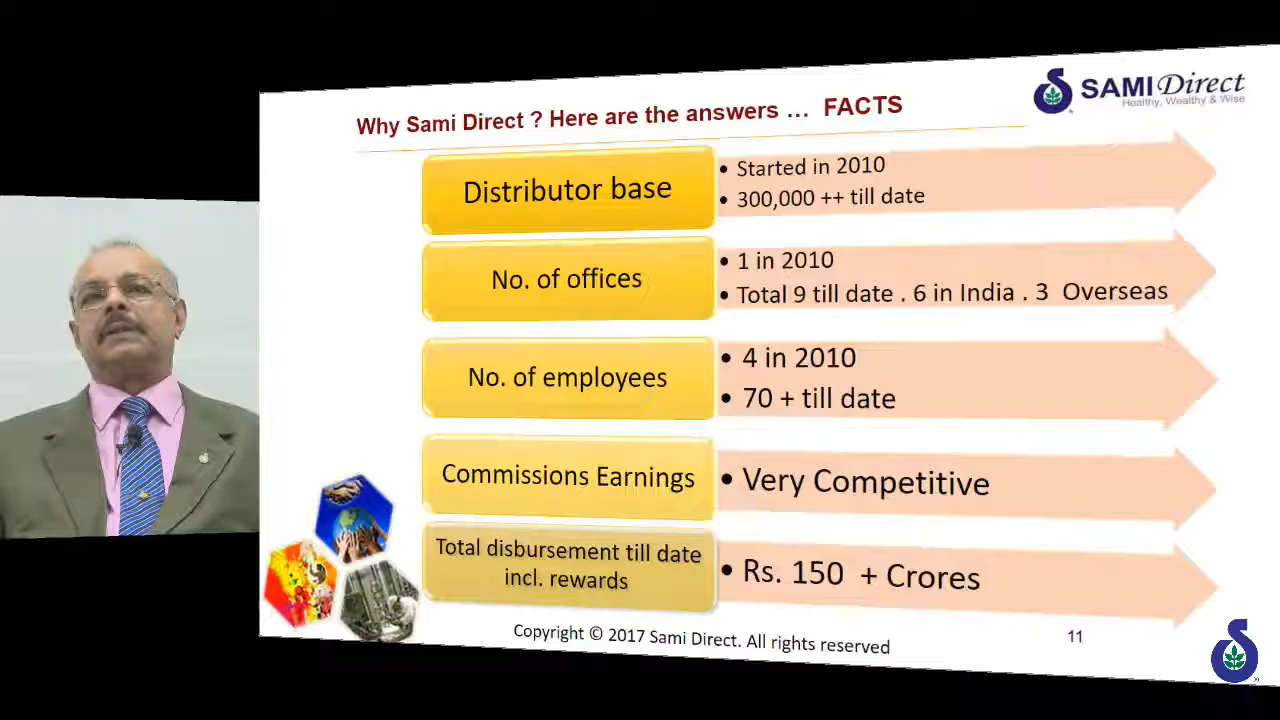 Why Sami Direct ? Here are the answers ... FACTS
SAMI Direct
Healthy, Wealthy & Wise
Distributor base
• Started in 2010
• 300,000 ++ till date
No. of offices
• 1 in 2010
• Total 9 till date . 6 in India . 3 Overseas
No. of employees
• 4 in 2010
• 70 + till date
Commissions Earnings
• Very Competitive
Total disbursement till date
incl. rewards
• Rs. 150 + Crores
Copyright © 2017 Sami Direct. All rights reserved
11